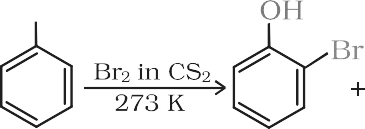 OH
Br
Br₂ in CS₂
273 K
+